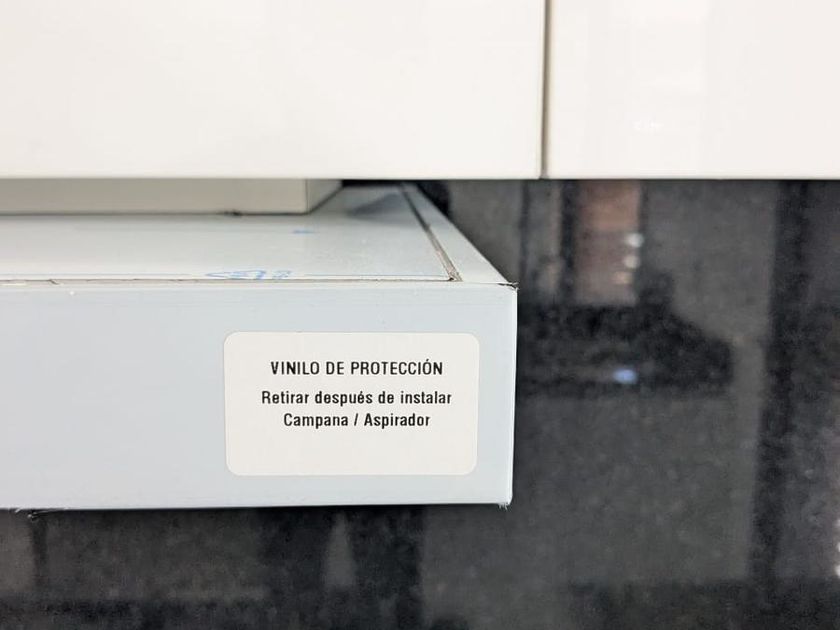 VINILO DE PROTECCIÓN
Retirar después de instalar
Campana / Aspirador